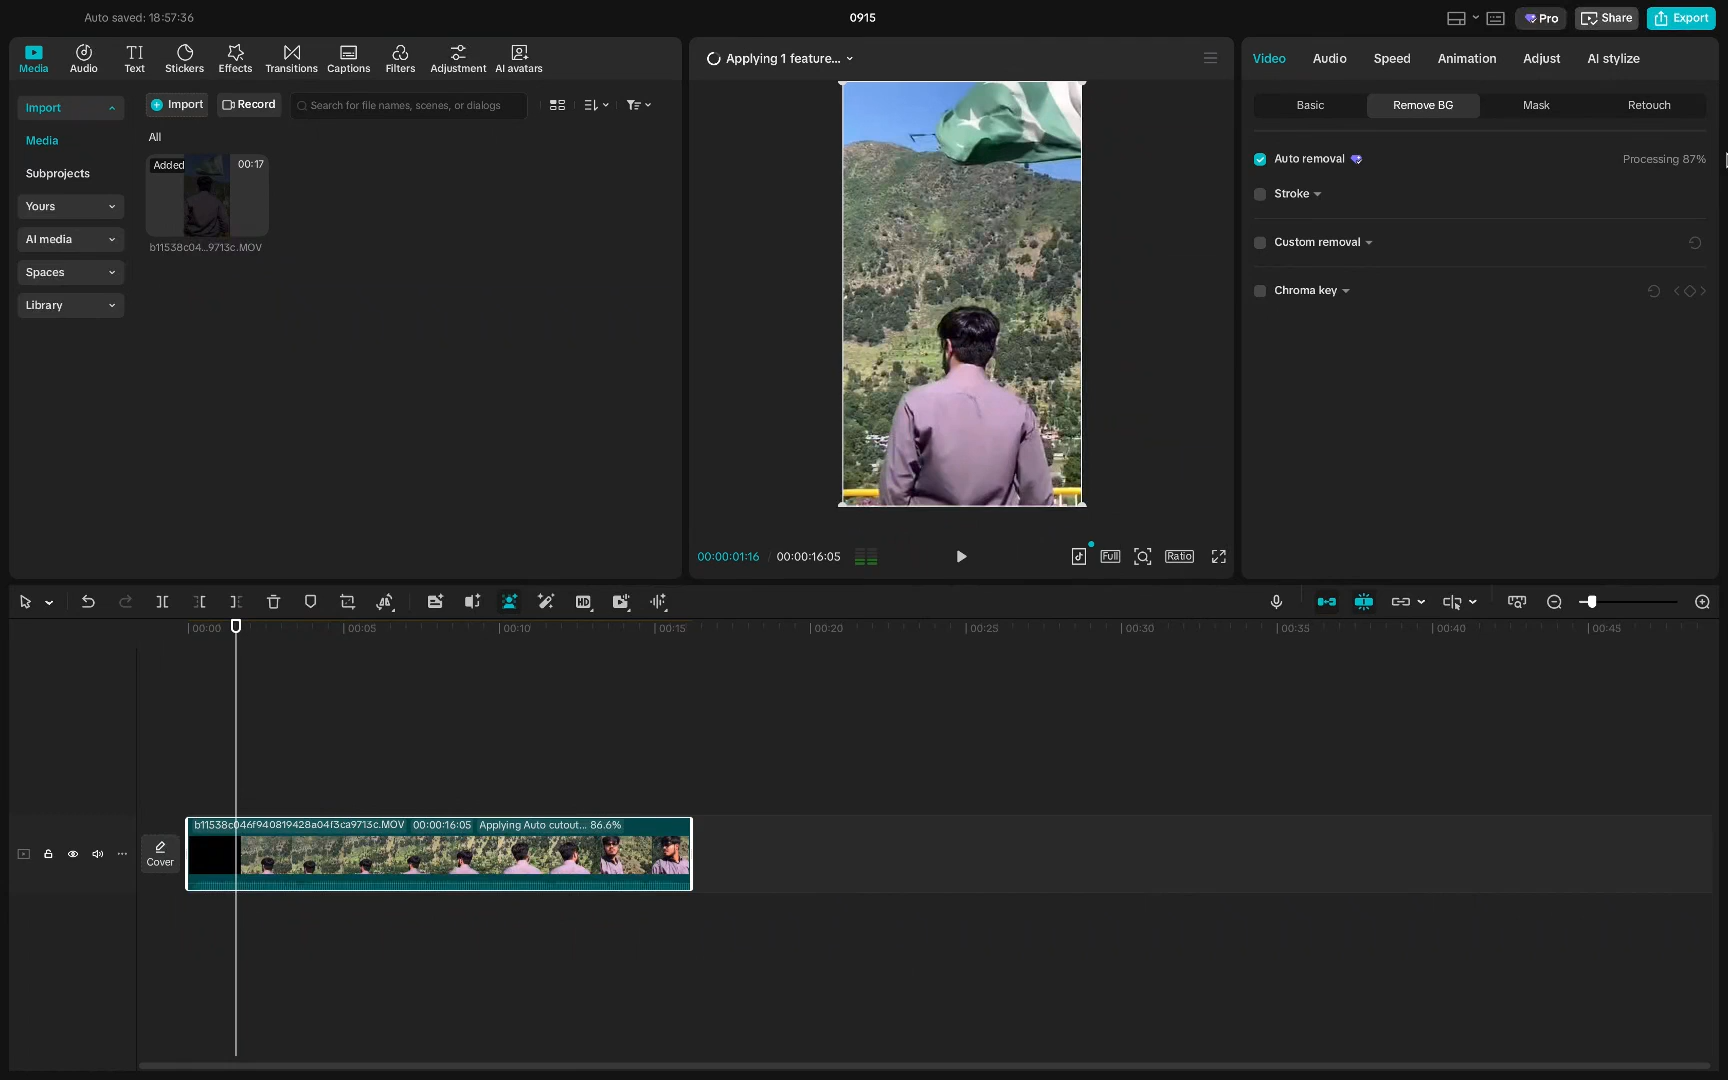 Auto saved: 18:57:36
0915
Pro
Share
Export
Media
Audio
Text
Stickers
Effects
Transitions
Captions
Filters
Adjustment
AI avatars
Import
Media
Subprojects
Yours
AI media
Spaces
Library
Import
Record
Search for file names, scenes, or dialogs
All
Added
00:17
b11538c04...9713c.MOV
Applying 1 feature...
00:00:01:16 / 00:00:16:05
Full
Ratio
Video
Audio
Speed
Animation
Adjust
AI stylize
Basic
Remove BG
Mask
Retouch
Auto removal
Processing 87%
Stroke
Custom removal
Chroma key
HD
00:00
00:05
00:10
00:15
00:20
00:25
00:30
00:35
00:40
00:45
Cover
b11538c046f940819428a04f3ca9713c.MOV 00:00:16:05 Applying Auto cutout... 86.6%